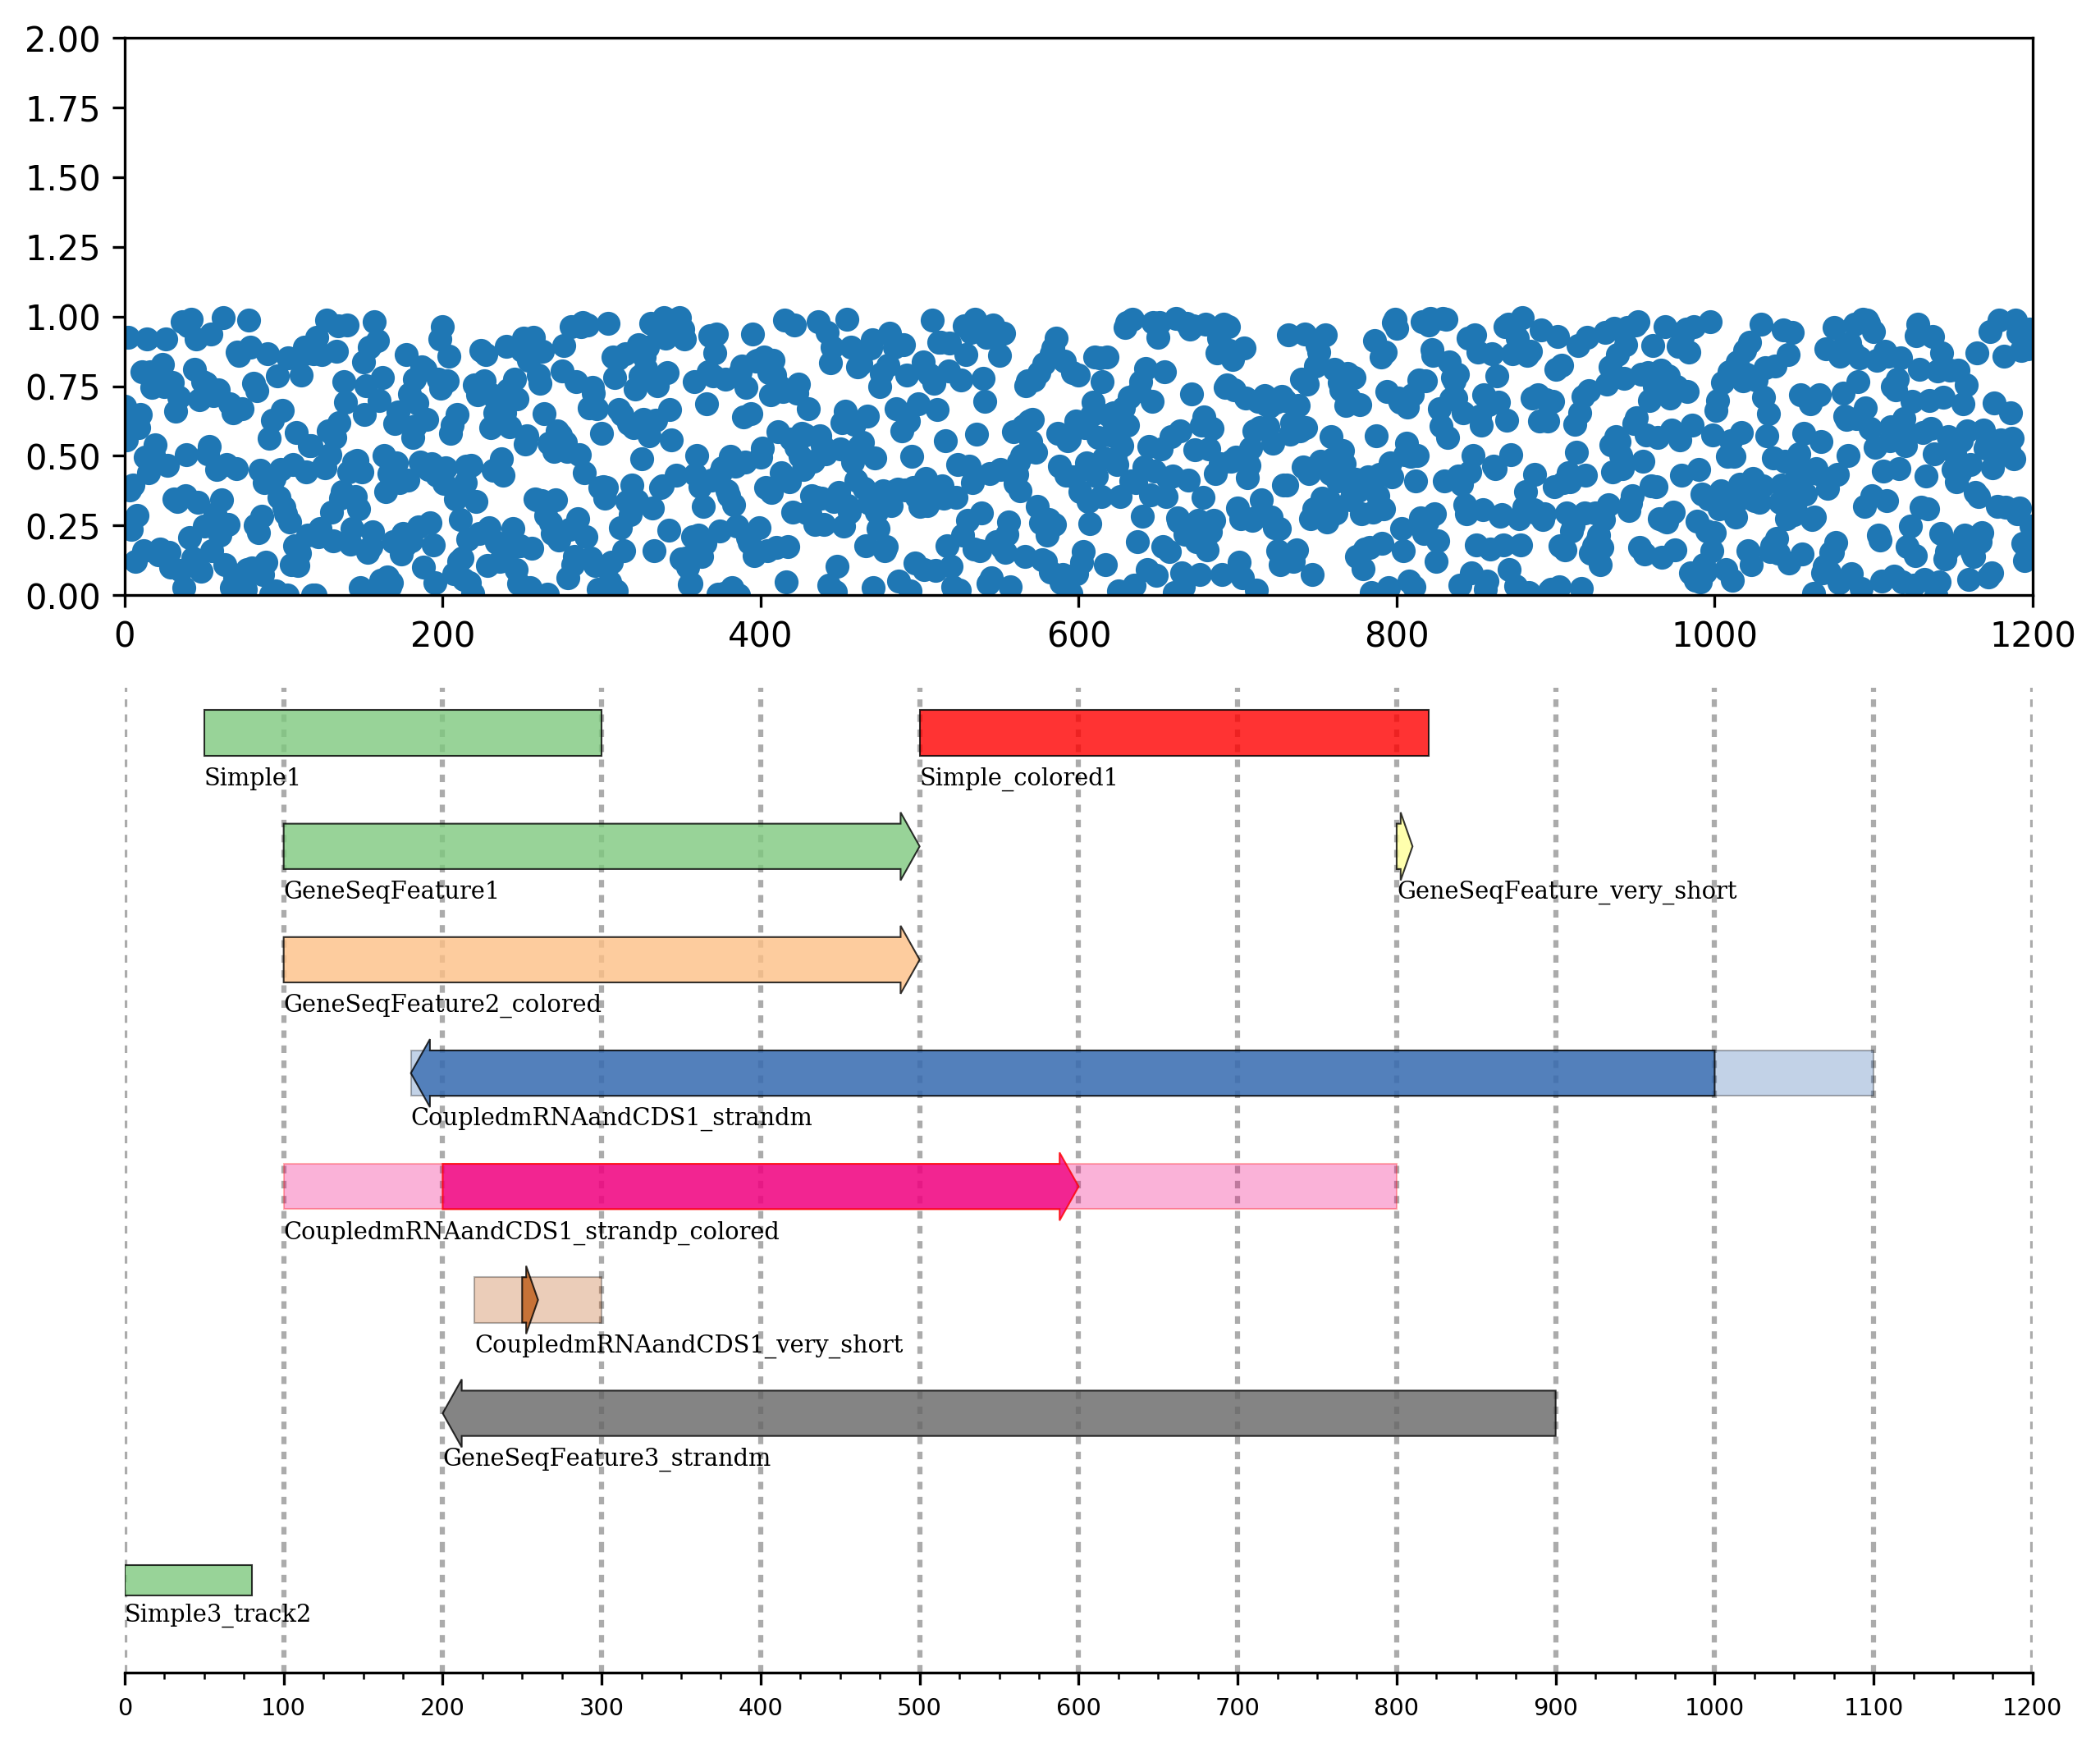 2.00
1.75
1.50
1.25
1.00
0.75
0.50
0.25
0.00
0 200 400 600 800 1000 1200
Simple1 Simple_colored1
GeneSeqFeature1 GeneSeqFeature_very_short
GeneSeqFeature2_colored
CoupledmRNAandCDS1_strandm
CoupledmRNAandCDS1_strandp_colored
CoupledmRNAandCDS1_very_short
GeneSeqFeature3_strandm
Simple3_track2
0 100 200 300 400 500 600 700 800 900 1000 1100 1200